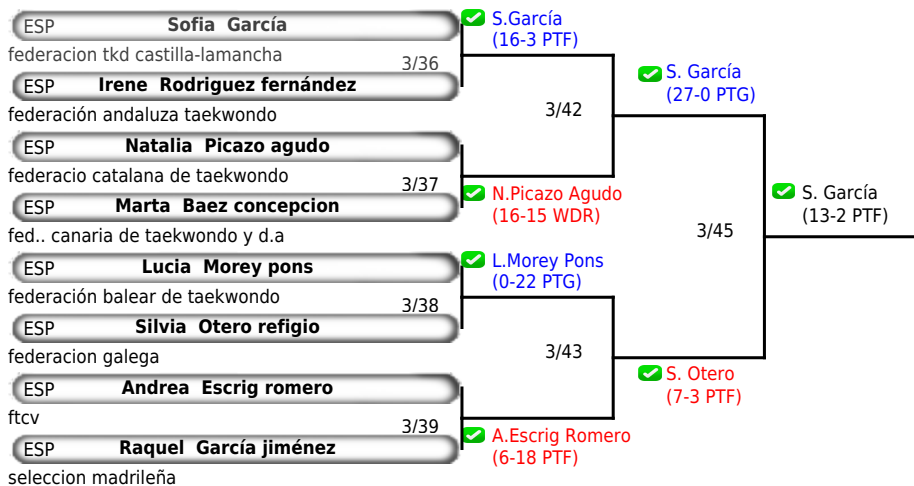 ESP Sofia García
federacion tkd castilla-lamancha
3/36
ESP Irene Rodriguez fernández
federación andaluza taekwondo
ESP Natalia Picazo agudo
federacio catalana de taekwondo
3/37
ESP Marta Baez concepcion
fed.. canaria de taekwondo y d.a
ESP Lucia Morey pons
federación balear de taekwondo
3/38
ESP Silvia Otero refigio
federacion galega
ESP Andrea Escrig romero
ftcv
3/39
ESP Raquel García jiménez
seleccion madrileña
S.García
(16-3 PTF)
3/42
N.Picazo Agudo
(16-15 WDR)
L.Morey Pons
(0-22 PTG)
3/43
A.Escrig Romero
(6-18 PTF)
S. García
(27-0 PTG)
3/45
S. Otero
(7-3 PTF)
S. García
(13-2 PTF)